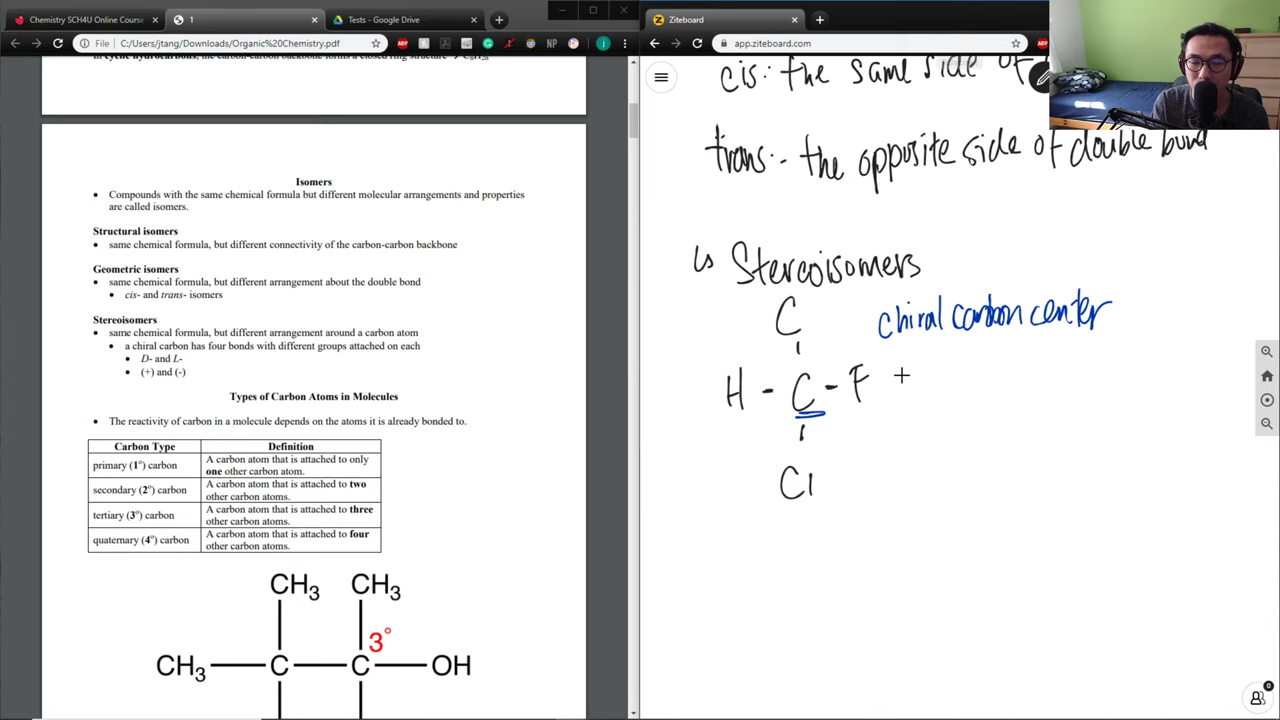 Chemistry SCH4U Online Course
1
Tests - Google Drive
File
C:/Users/jtang/Downloads/Organic%20Chemistry.pdf
ABP
NP
j
Isomers
• Compounds with the same chemical formula but different molecular arrangements and properties
are called isomers.
Structural isomers
• same chemical formula, but different connectivity of the carbon-carbon backbone
Geometric isomers
• same chemical formula, but different arrangement about the double bond
• cis- and trans- isomers
Stereoisomers
• same chemical formula, but different arrangement around a carbon atom
• a chiral carbon has four bonds with different groups attached on each
• D- and L-
• (+) and (-)
Types of Carbon Atoms in Molecules
• The reactivity of carbon in a molecule depends on the atoms it is already bonded to.
Carbon Type Definition
primary (1°) carbon A carbon atom that is attached to only
one other carbon atom.
secondary (2°) carbon A carbon atom that is attached to two
other carbon atoms.
tertiary (3°) carbon A carbon atom that is attached to three
other carbon atoms.
quaternary (4°) carbon A carbon atom that is attached to four
other carbon atoms.
CH3 CH3
3°
CH3 C C OH
Ziteboard
app.ziteboard.com
ABP
cis: the same side of
trans:- the opposite side of double bond
Stereoisomers
C chiral carbon center
H - C - F
Cl
0